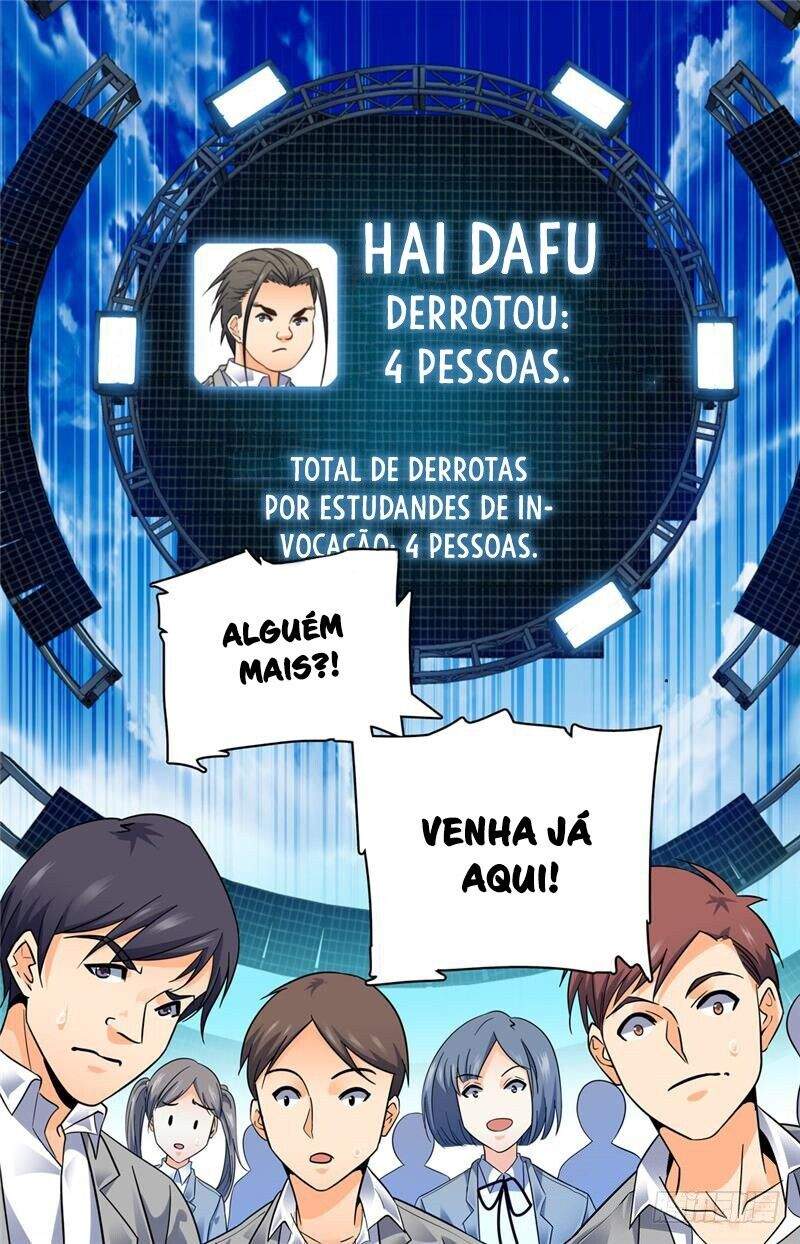 HAI DAFU
DERROTOU:
4 PESSOAS.
TOTAL DE DERROTAS
POR ESTUDANDES DE IN-
VOCAÇÃO: 4 PESSOAS.
ALGUÉM
MAIS?!
VENHA JÁ
AQUI!